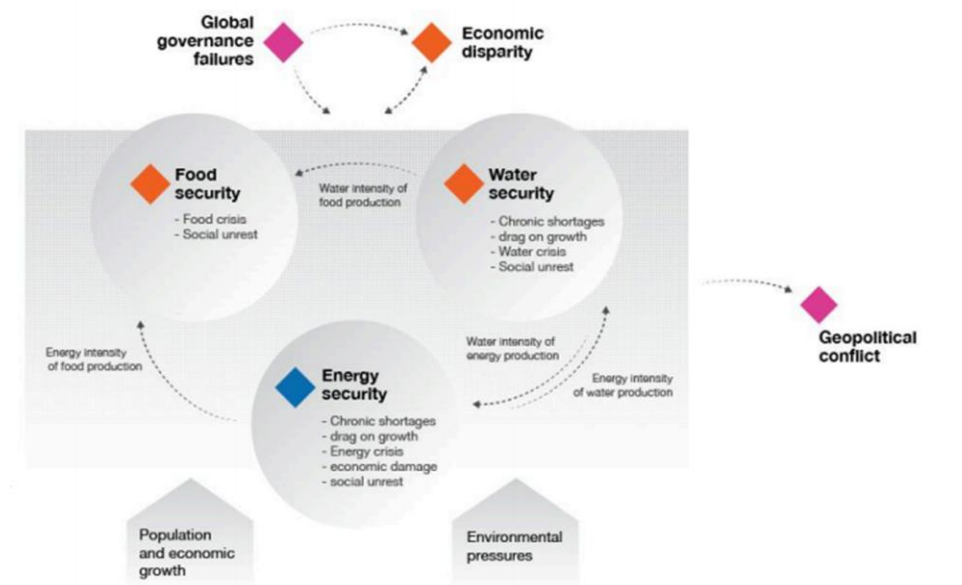 Global
governance
failures
Economic
disparity
Food
security
- Food crisis
- Social unrest
Water intensity of
food production
Water
security
- Chronic shortages
- drag on growth
- Water crisis
- Social unrest
Geopolitical
conflict
Energy intensity
of food production
Water intensity of
energy production
Energy intensity
of water production
Energy
security
- Chronic shortages
- drag on growth
- Energy crisis
- economic damage
- social unrest
Population
and economic
growth
Environmental
pressures